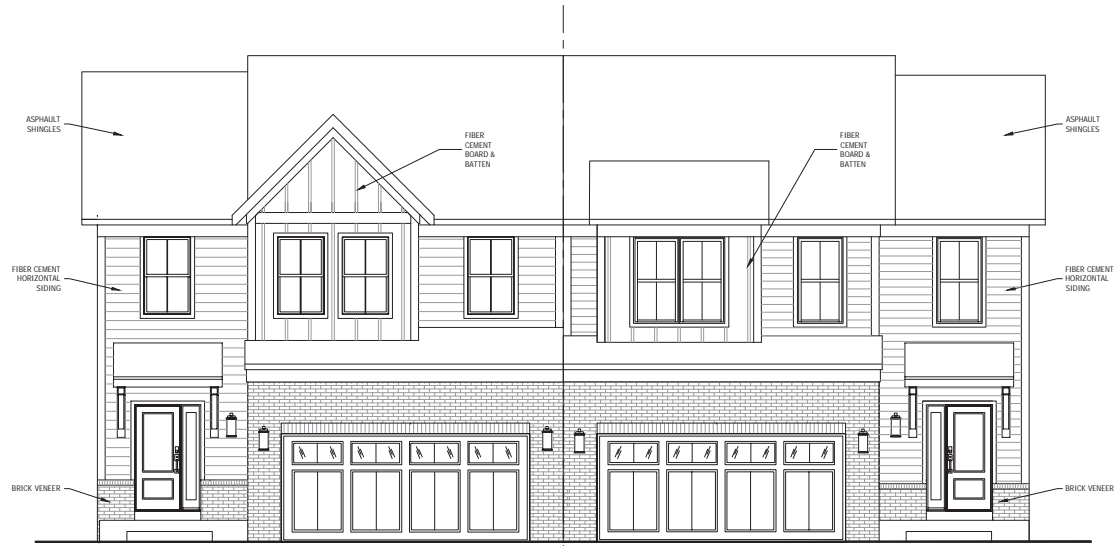 ASPHAULT
SHINGLES
FIBER
CEMENT
BOARD &
BATTEN
FIBER
CEMENT
BOARD &
BATTEN
ASPHAULT
SHINGLES
FIBER CEMENT
HORIZONTAL
SIDING
FIBER CEMENT
HORIZONTAL
SIDING
BRICK VENEER
BRICK VENEER